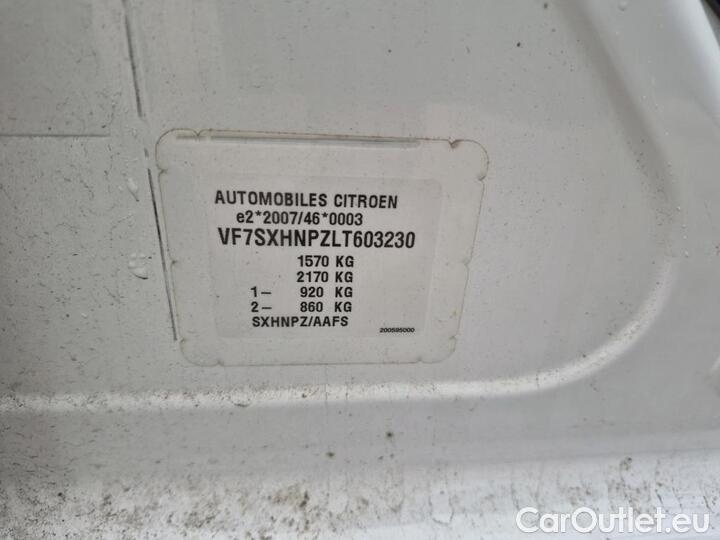 AUTOMOBILES CITROEN
e2*2007/46*0003
VF7SXHNPZLT603230
1570 KG
2170 KG
1- 920 KG
2- 860 KG
SXHNPZ/AAFS
200595000
CarOutlet.eu